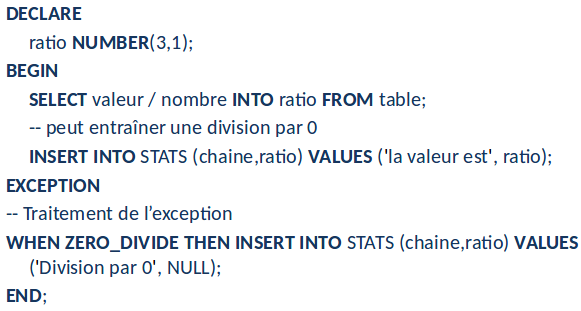 DECLARE
ratio NUMBER(3,1);
BEGIN
SELECT valeur / nombre INTO ratio FROM table;
-- peut entraîner une division par 0
INSERT INTO STATS (chaine,ratio) VALUES ('la valeur est', ratio);
EXCEPTION
-- Traitement de l’exception
WHEN ZERO_DIVIDE THEN INSERT INTO STATS (chaine,ratio) VALUES
('Division par 0', NULL);
END;